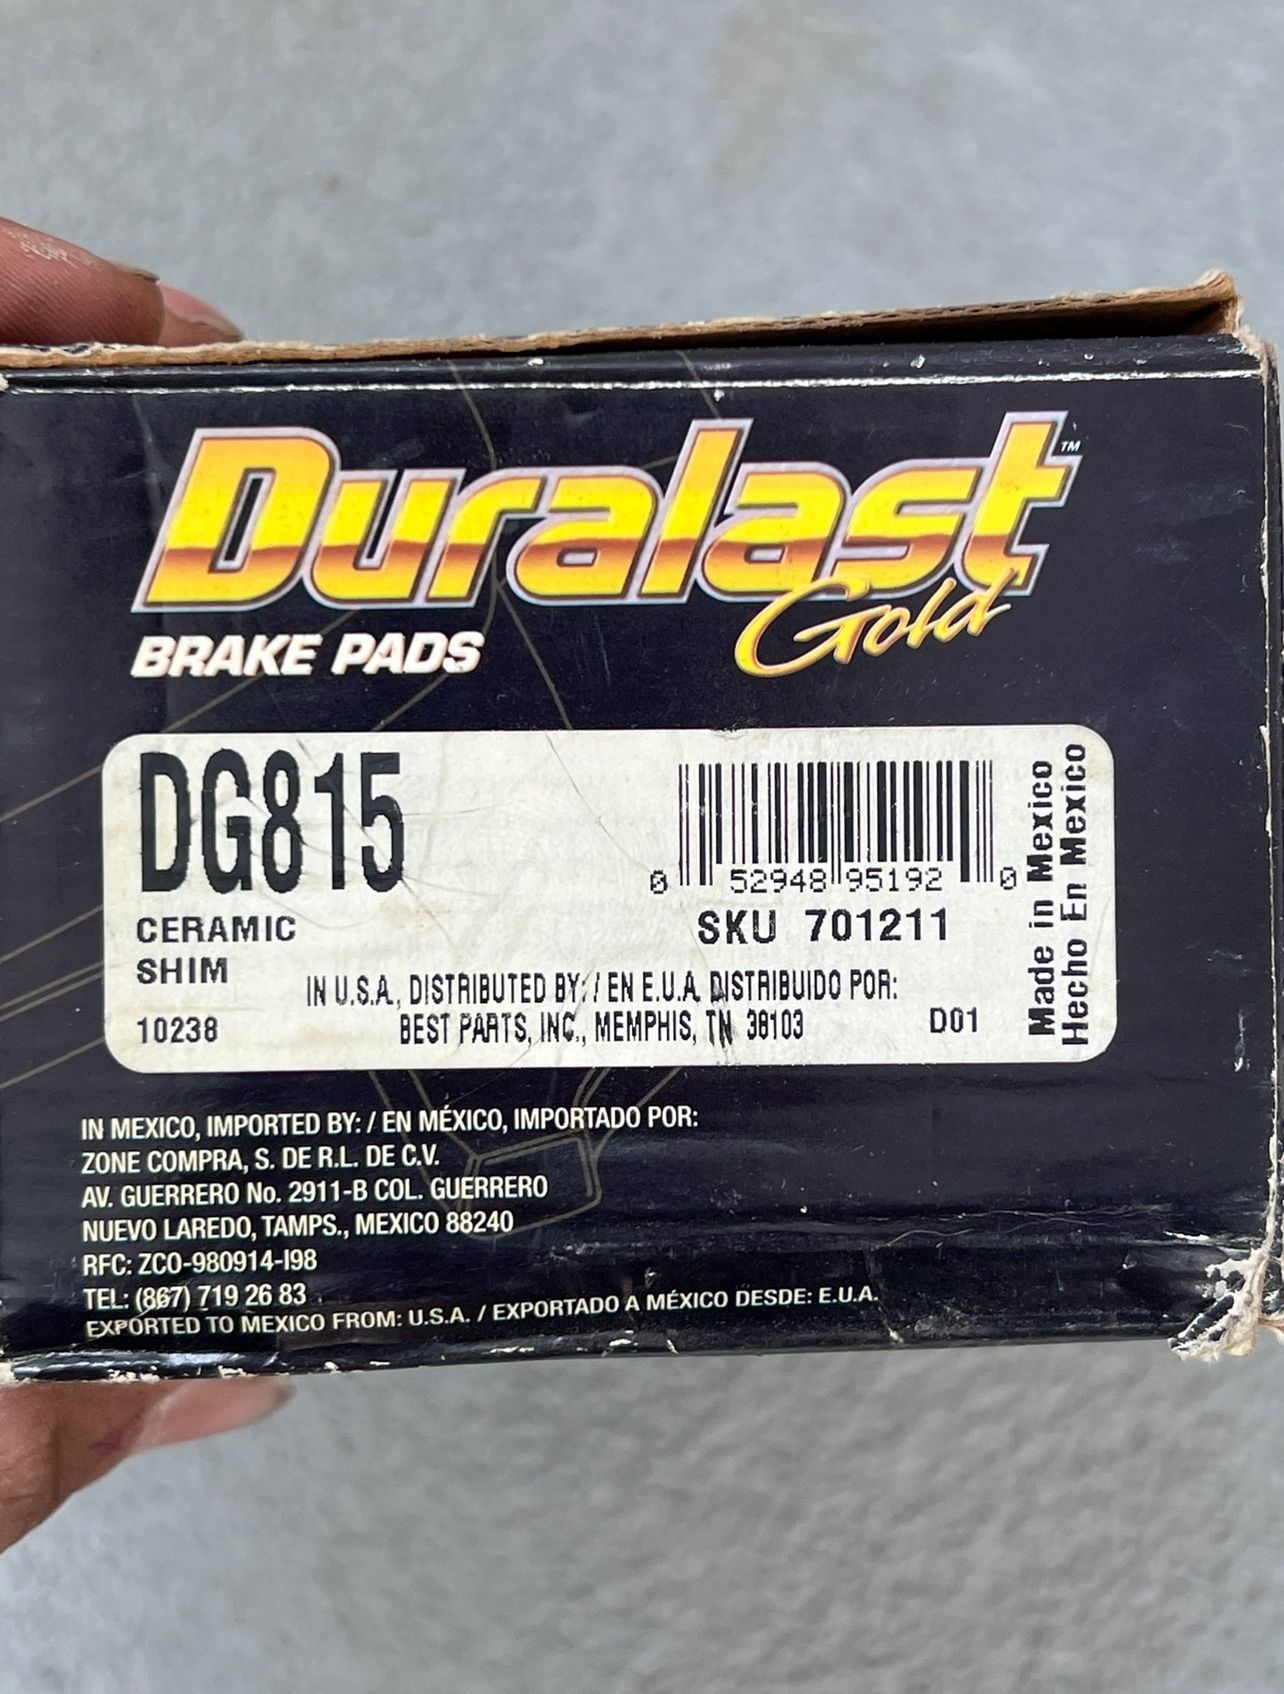 Duralast™
Gold
BRAKE PADS
DG815
CERAMIC
SHIM
10238
0 52948 95192 0
SKU 701211
IN U.S.A., DISTRIBUTED BY: / EN E.U.A. DISTRIBUIDO POR:
BEST PARTS, INC., MEMPHIS, TN 38103
D01
Made in Mexico
Hecho En Mexico
IN MEXICO, IMPORTED BY: / EN MÉXICO, IMPORTADO POR:
ZONE COMPRA, S. DE R.L. DE C.V.
AV. GUERRERO No. 2911-B COL. GUERRERO
NUEVO LAREDO, TAMPS., MEXICO 88240
RFC: ZCO-980914-I98
TEL: (867) 719 26 83
EXPORTED TO MEXICO FROM: U.S.A. / EXPORTADO A MÉXICO DESDE: E.U.A.